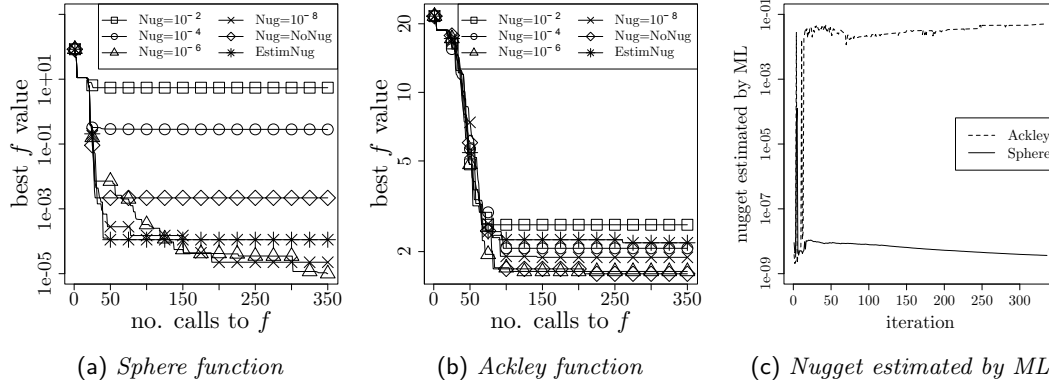 Nug=10⁻² Nug=10⁻⁸
Nug=10⁻⁴ Nug=NoNug
Nug=10⁻⁶ EstimNug
best f value
1e+01
1e-01
1e-03
1e-05
0 50 150 250 350
no. calls to f
(a) Sphere function
Nug=10⁻² Nug=10⁻⁸
Nug=10⁻⁴ Nug=NoNug
Nug=10⁻⁶ EstimNug
best f value
20
10
5
2
0 50 150 250 350
no. calls to f
(b) Ackley function
nugget estimated by ML
1e-01
1e-03
1e-05
1e-07
1e-09
Ackley
Sphere
0 50 100 150 200 250 300
iteration
(c) Nugget estimated by ML